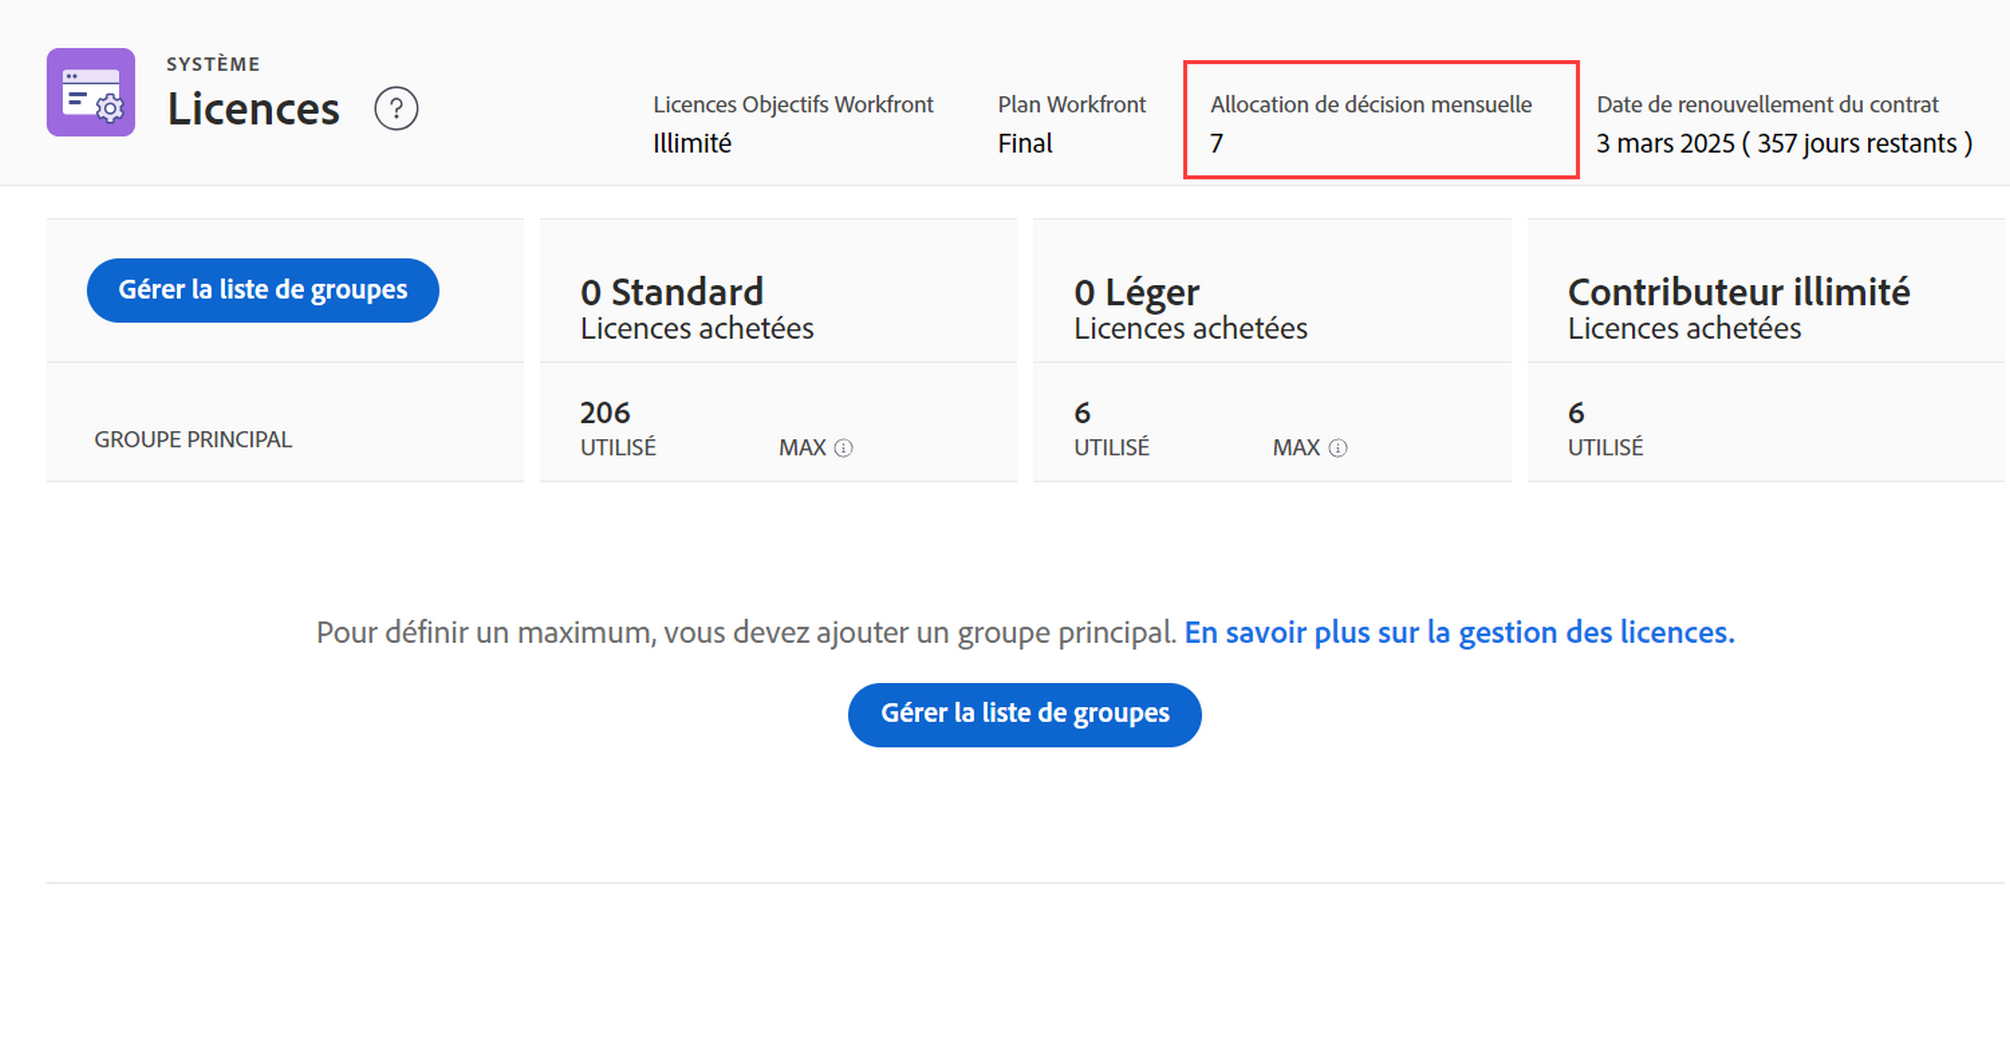 SYSTÈME
Licences
?
Licences Objectifs Workfront
Illimité
Plan Workfront
Final
Allocation de décision mensuelle
7
Date de renouvellement du contrat
3 mars 2025 ( 357 jours restants )
Gérer la liste de groupes
0 Standard
Licences achetées
0 Léger
Licences achetées
Contributeur illimité
Licences achetées
GROUPE PRINCIPAL
206
UTILISÉ
MAX
6
UTILISÉ
MAX
6
UTILISÉ
Pour définir un maximum, vous devez ajouter un groupe principal. En savoir plus sur la gestion des licences.
Gérer la liste de groupes